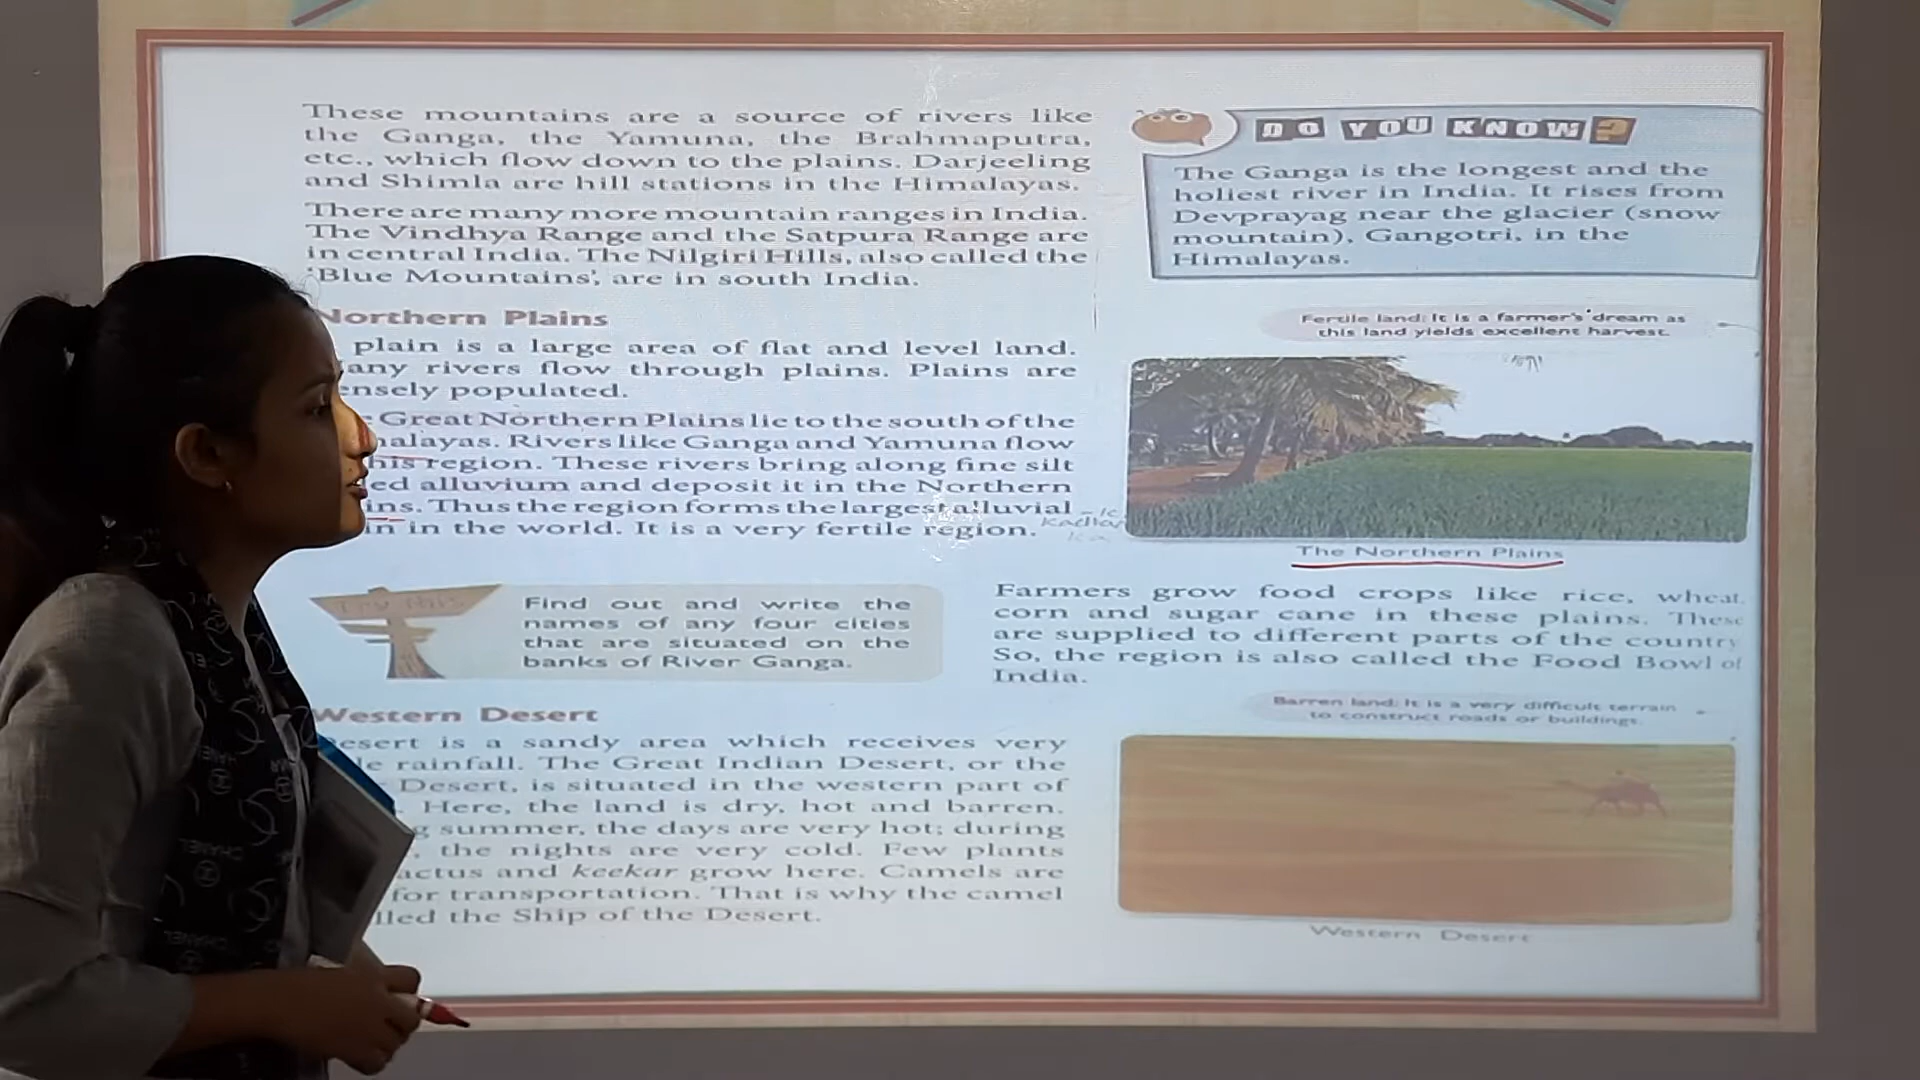 These mountains are a source of rivers like
the Ganga, the Yamuna, the Brahmaputra,
etc., which flow down to the plains. Darjeeling
and Shimla are hill stations in the Himalayas.
There are many more mountain ranges in India.
The Vindhya Range and the Satpura Range are
in central India. The Nilgiri Hills, also called the
'Blue Mountains', are in south India.
Northern Plains
plain is a large area of flat and level land.
any rivers flow through plains. Plains are
ensely populated.
Great Northern Plains lie to the south of the
alayas. Rivers like Ganga and Yamuna flow
his region. These rivers bring along fine silt
ed alluvium and deposit it in the Northern
ins. Thus the region forms the largest alluvial
in in the world. It is a very fertile region.
Try this
Find out and write the
names of any four cities
that are situated on the
banks of River Ganga.
Western Desert
esert is a sandy area which receives very
le rainfall. The Great Indian Desert, or the
Desert, is situated in the western part of
. Here, the land is dry, hot and barren.
g summer, the days are very hot; during
, the nights are very cold. Few plants
actus and keekar grow here. Camels are
for transportation. That is why the camel
lled the Ship of the Desert.
DO YOU KNOW?
The Ganga is the longest and the
holiest river in India. It rises from
Devprayag near the glacier (snow
mountain), Gangotri, in the
Himalayas.
Fertile land: It is a farmer's dream as
this land yields excellent harvest.
The Northern Plains
Farmers grow food crops like rice, wheat,
corn and sugar cane in these plains. These
are supplied to different parts of the country
So, the region is also called the Food Bowl of
India.
Barren land: It is a very difficult terrain
to construct roads or buildings.
Western Desert
CHANEL
CHANEL